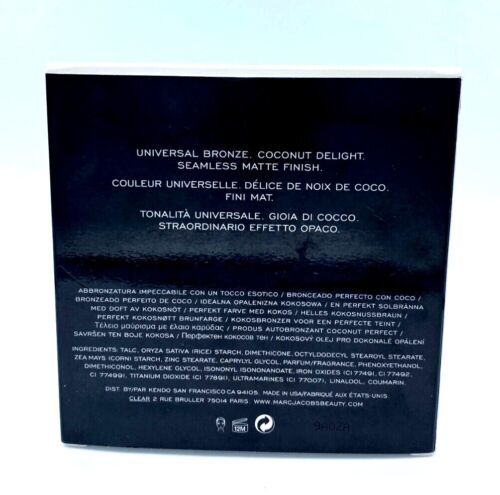 UNIVERSAL BRONZE. COCONUT DELIGHT.
SEAMLESS MATTE FINISH.
COULEUR UNIVERSELLE. DÉLICE DE NOIX DE COCO.
FINI MAT.
TONALITÀ UNIVERSALE. GIOIA DI COCCO.
STRAORDINARIO EFFETTO OPACO.
ABBRONZATURA IMPECCABILE CON UN TOCCO ESOTICO / BRONCEADO PERFECTO CON COCO /
BRONZEADO PERFEITO DE COCO / IDEALNA OPALENIZNA KOKOSOWA / EN PERFEKT SOLBRÄNNA
MED DOFT AV KOKOSNÖT / PERFEKT FARVE MED KOKOS / HELLES KOKOSNUSSBRAUN /
PERFEKT KOKOSNØTT BRUNFARGE / KOKOSBRONZER VOOR EEN PERFECTE TEINT /
Τέλειο μαύρισμα με έλαιο καρύδας / PRODUS AUTOBRONZANT COCONUT PERFECT /
SAVRŠEN TEN BOJE KOKOSA / Перфектен кокосов тен / KOKOSOVÝ OLEJ PRO DOKONALÉ OPÁLENÍ
INGREDIENTS: TALC, ORYZA SATIVA (RICE) STARCH, DIMETHICONE, OCTYLDODECYL STEAROYL STEARATE,
ZEA MAYS (CORN) STARCH, ZINC STEARATE, CAPRYLYL GLYCOL, PARFUM/FRAGRANCE, PHENOXYETHANOL,
DIMETHICONOL, HEXYLENE GLYCOL, ISONONYL ISONONANOATE, IRON OXIDES (CI 77491, CI 77492,
CI 77499), TITANIUM DIOXIDE (CI 77891), ULTRAMARINES (CI 77007), LINALOOL, COUMARIN.
DIST. BY/PAR KENDO SAN FRANCISCO CA 94105. MADE IN USA/FABRIQUÉ AUX ÉTATS-UNIS.
CLEAR 2 RUE BRULLER 75014 PARIS WWW.MARCJACOBSBEAUTY.COM
12M
9A02A